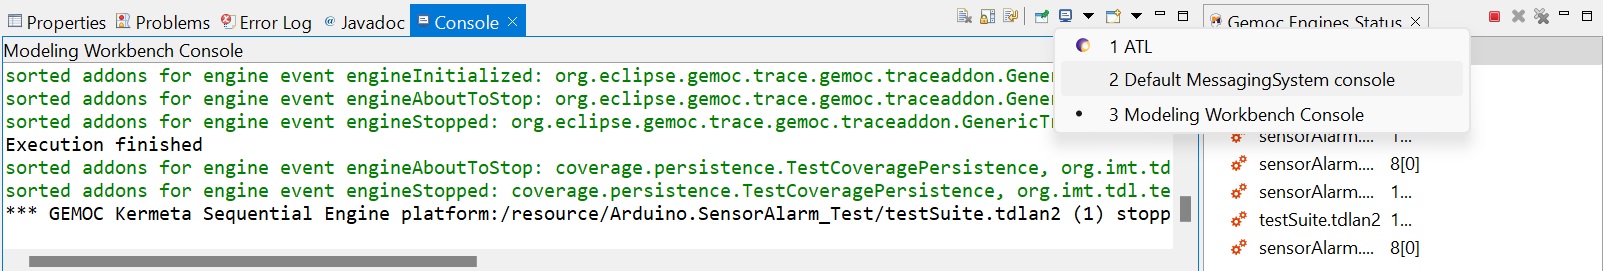 Properties Problems Error Log @ Javadoc Console Gemoc Engines Status
Modeling Workbench Console
sorted addons for engine event engineInitialized: org.eclipse.gemoc.trace.gemoc.traceaddon.Gener
sorted addons for engine event engineAboutToStop: org.eclipse.gemoc.trace.gemoc.traceaddon.Gener
sorted addons for engine event engineStopped: org.eclipse.gemoc.trace.gemoc.traceaddon.GenericTr
Execution finished
sorted addons for engine event engineAboutToStop: coverage.persistence.TestCoveragePersistence, org.imt.td
sorted addons for engine event engineStopped: coverage.persistence.TestCoveragePersistence, org.imt.tdl.te
*** GEMOC Kermeta Sequential Engine platform:/resource/Arduino.SensorAlarm_Test/testSuite.tdlan2 (1) stopp
1 ATL
2 Default MessagingSystem console
3 Modeling Workbench Console
sensorAlarm.... 1...
sensorAlarm.... 8[0]
sensorAlarm.... 1...
testSuite.tdlan2 1...
sensorAlarm.... 8[0]